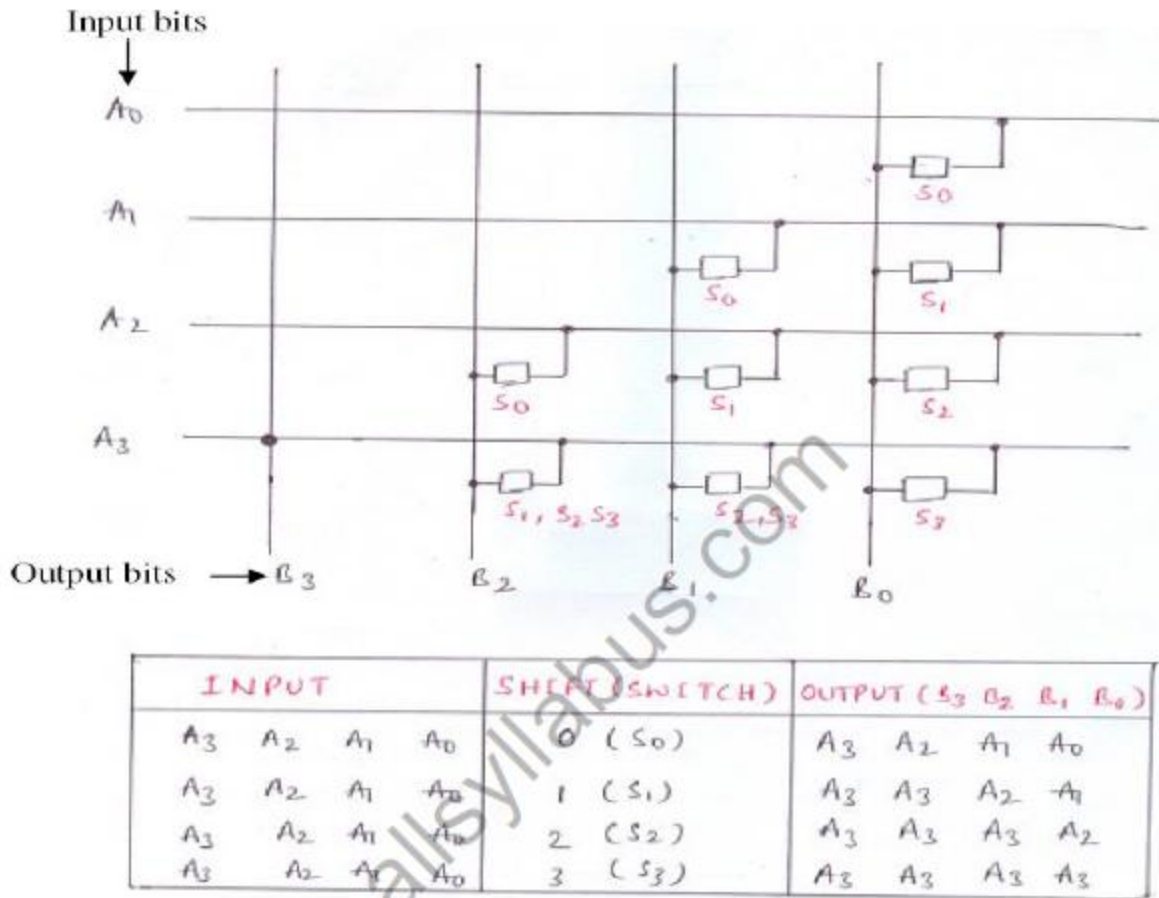 Input bits
A0
S0
A1
S0 S1
A2
S0 S1 S2
A3
S1, S2 S3 S2, S3 S3
Output bits B3 B2 B1 B0
allsyllabus.com
INPUT SHIFT (SWITCH) OUTPUT (B3 B2 B1 B0)
A3 A2 A1 A0 0 (S0) A3 A2 A1 A0
A3 A2 A1 A0 1 (S1) A3 A3 A2 A1
A3 A2 A1 A0 2 (S2) A3 A3 A3 A2
A3 A2 A1 A0 3 (S3) A3 A3 A3 A3